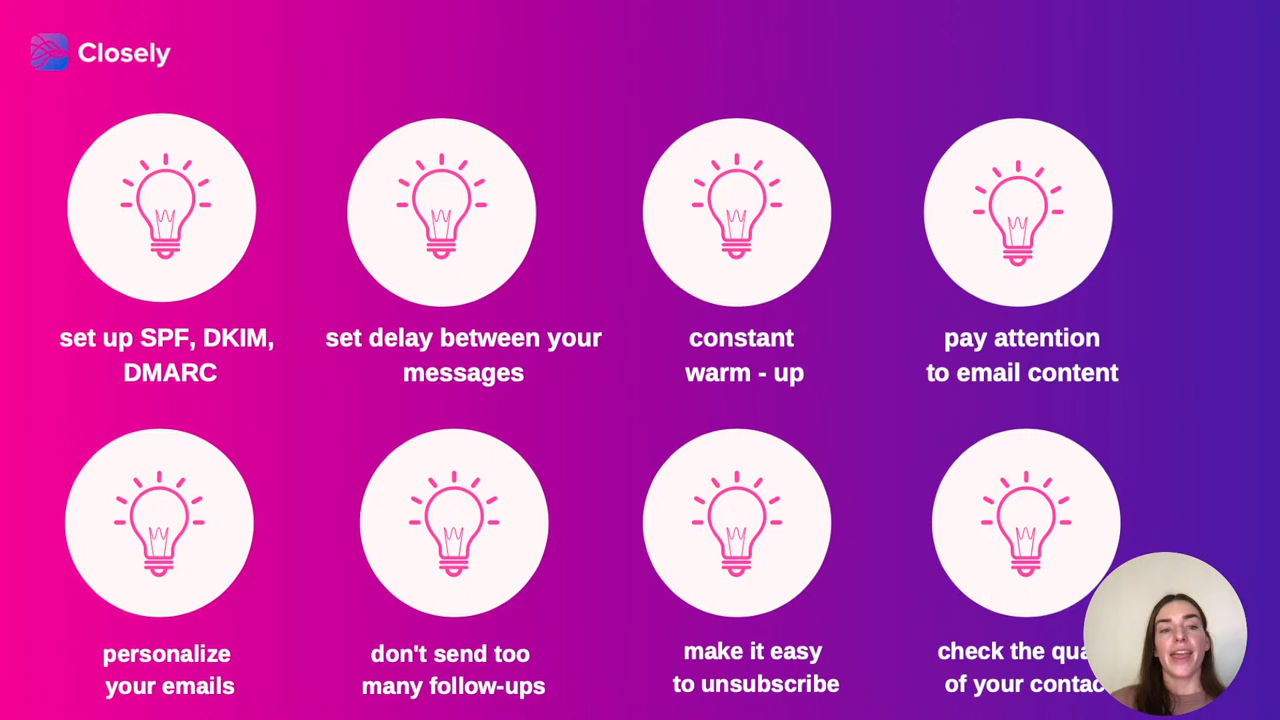 Closely
set up SPF, DKIM,
DMARC
set delay between your
messages
constant
warm - up
pay attention
to email content
personalize
your emails
don't send too
many follow-ups
make it easy
to unsubscribe
check the
of your